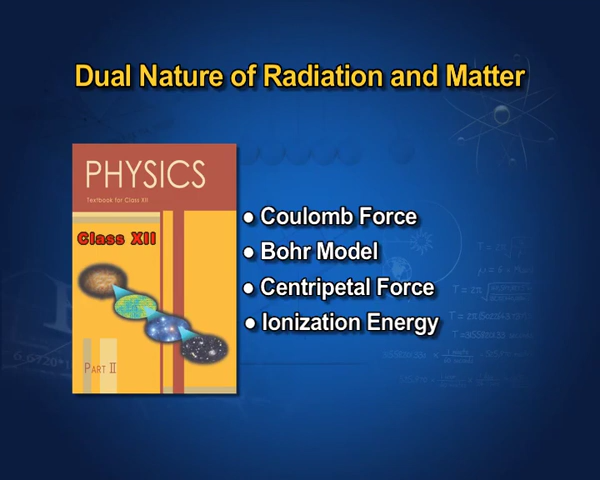 Dual Nature of Radiation and Matter
PHYSICS
Textbook for Class XII
Class XII
PART II
• Coulomb Force
• Bohr Model
• Centripetal Force
• Ionization Energy